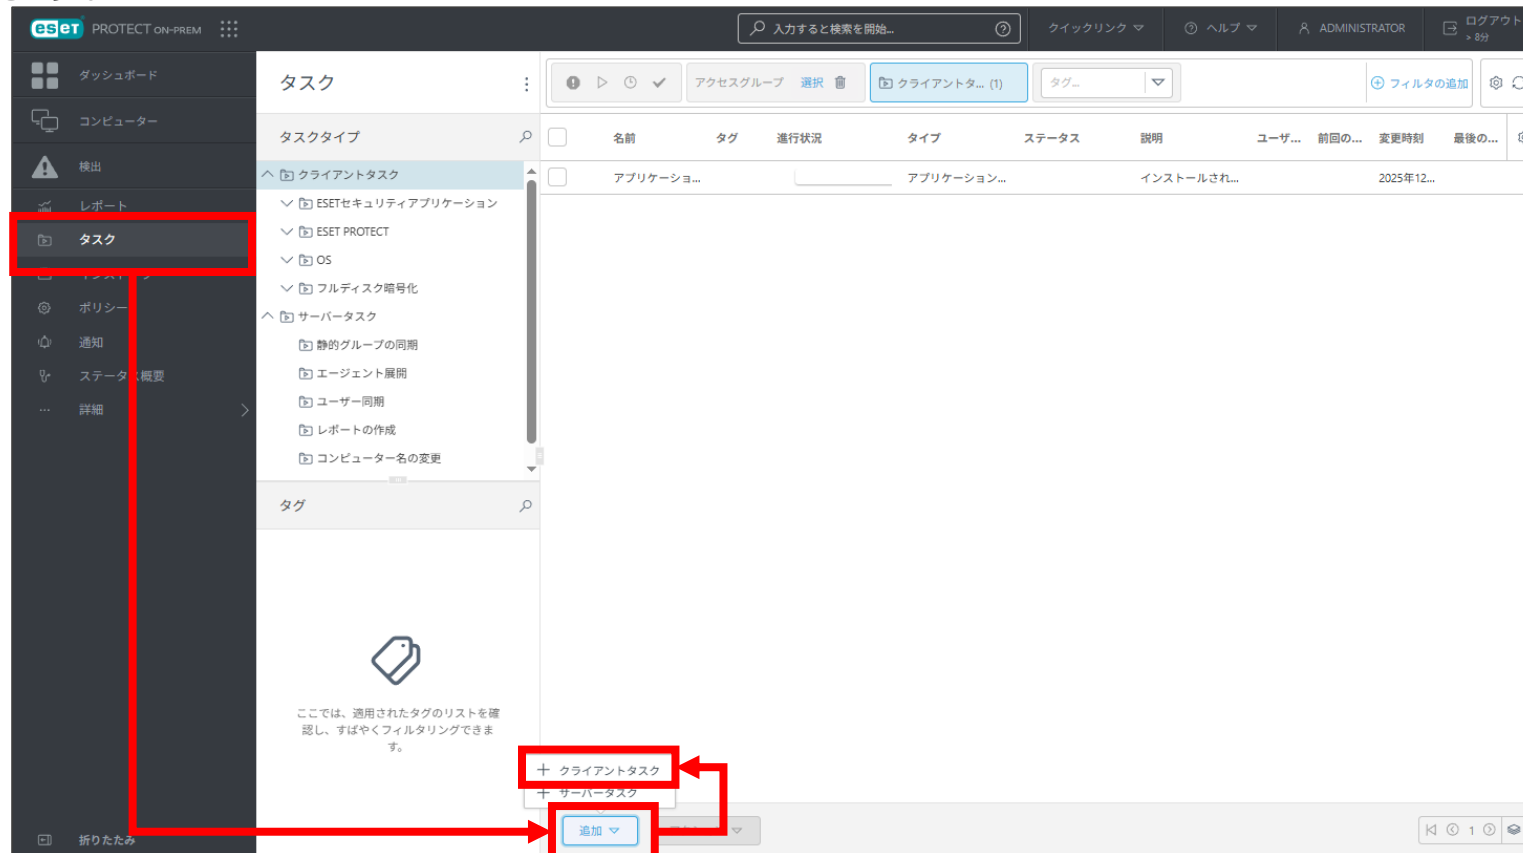 eset PROTECT ON-PREM
入力すると検索を開始...
クイックリンク
ヘルプ
ADMINISTRATOR
ログアウト
> 8分
ダッシュボード
コンピューター
検出
レポート
タスク
ポリシー
通知
ステータス概要
詳細
折りたたみ
タスク
アクセスグループ 選択
クライアントタ... (1)
タグ...
フィルタの追加
タスクタイプ
クライアントタスク
ESETセキュリティアプリケーション
ESET PROTECT
OS
フルディスク暗号化
サーバータスク
静的グループの同期
エージェント展開
ユーザー同期
レポートの作成
コンピューター名の変更
タグ
ここでは、適用されたタグのリストを確
認し、すばやくフィルタリングできま
す。
名前 タグ 進行状況 タイプ ステータス 説明 ユーザ... 前回の... 変更時刻 最後の...
アプリケーショ... アプリケーション... インストールされ... 2025年12...
クライアントタスク
サーバータスク
追加
1